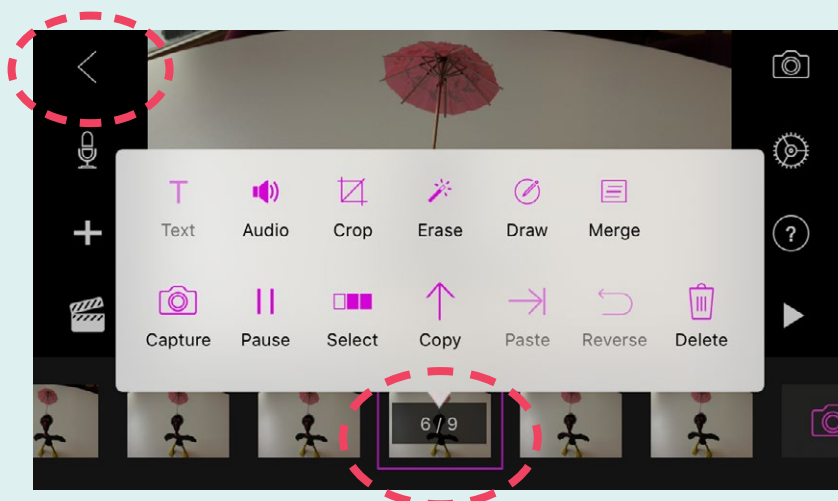 Text Audio Crop Erase Draw Merge
?
Capture Pause Select Copy Paste Reverse Delete
6 / 9